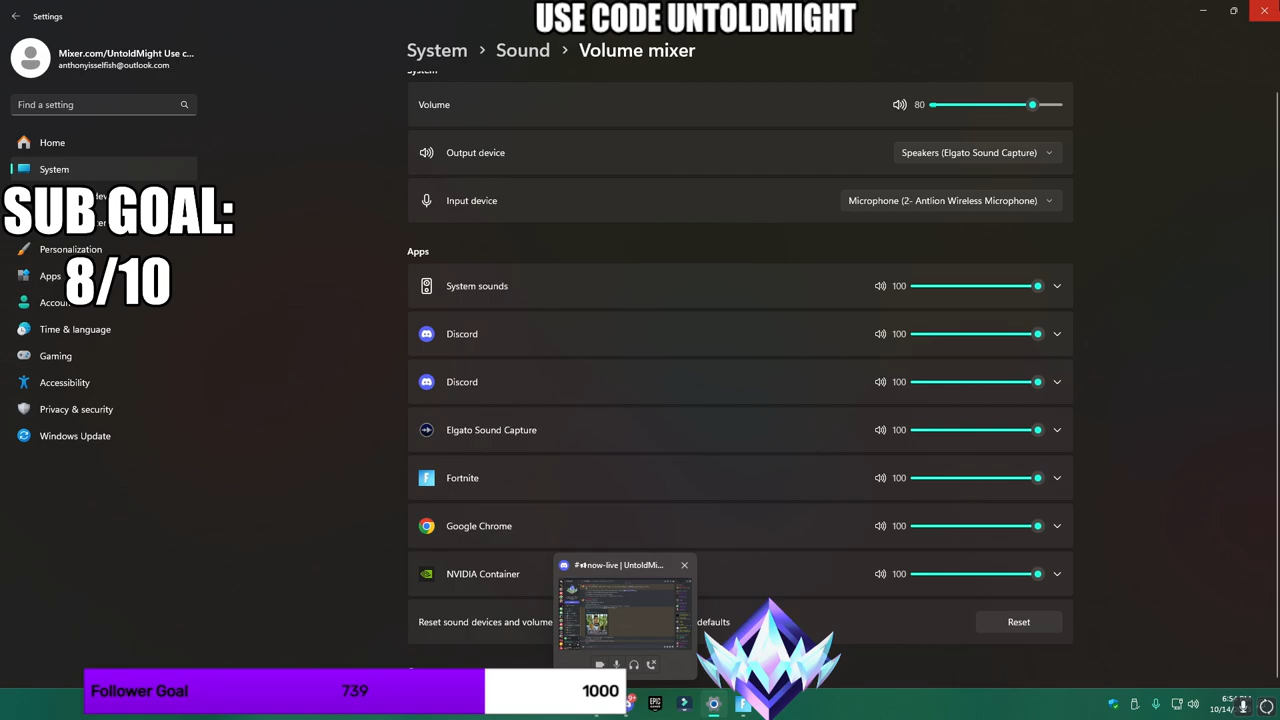 Settings
USE CODE UNTOLDMIGHT
Mixer.com/UntoldMight Use c...
anthonyisselfish@outlook.com
System > Sound > Volume mixer
System
Find a setting
Volume
80
Home
Output device
Speakers (Elgato Sound Capture)
System
Input device
Microphone (2- Antlion Wireless Microphone)
SUB GOAL:
8/10
Personalization
Apps
Time & language
Gaming
Accessibility
Privacy & security
Windows Update
Apps
System sounds
100
Discord
100
Discord
100
Elgato Sound Capture
100
Fortnite
100
Google Chrome
100
NVIDIA Container
100
#now-live | UntoldMi...
Reset sound devices and volume
defaults
Reset
Follower Goal
739
1000
EPIC
10/14/